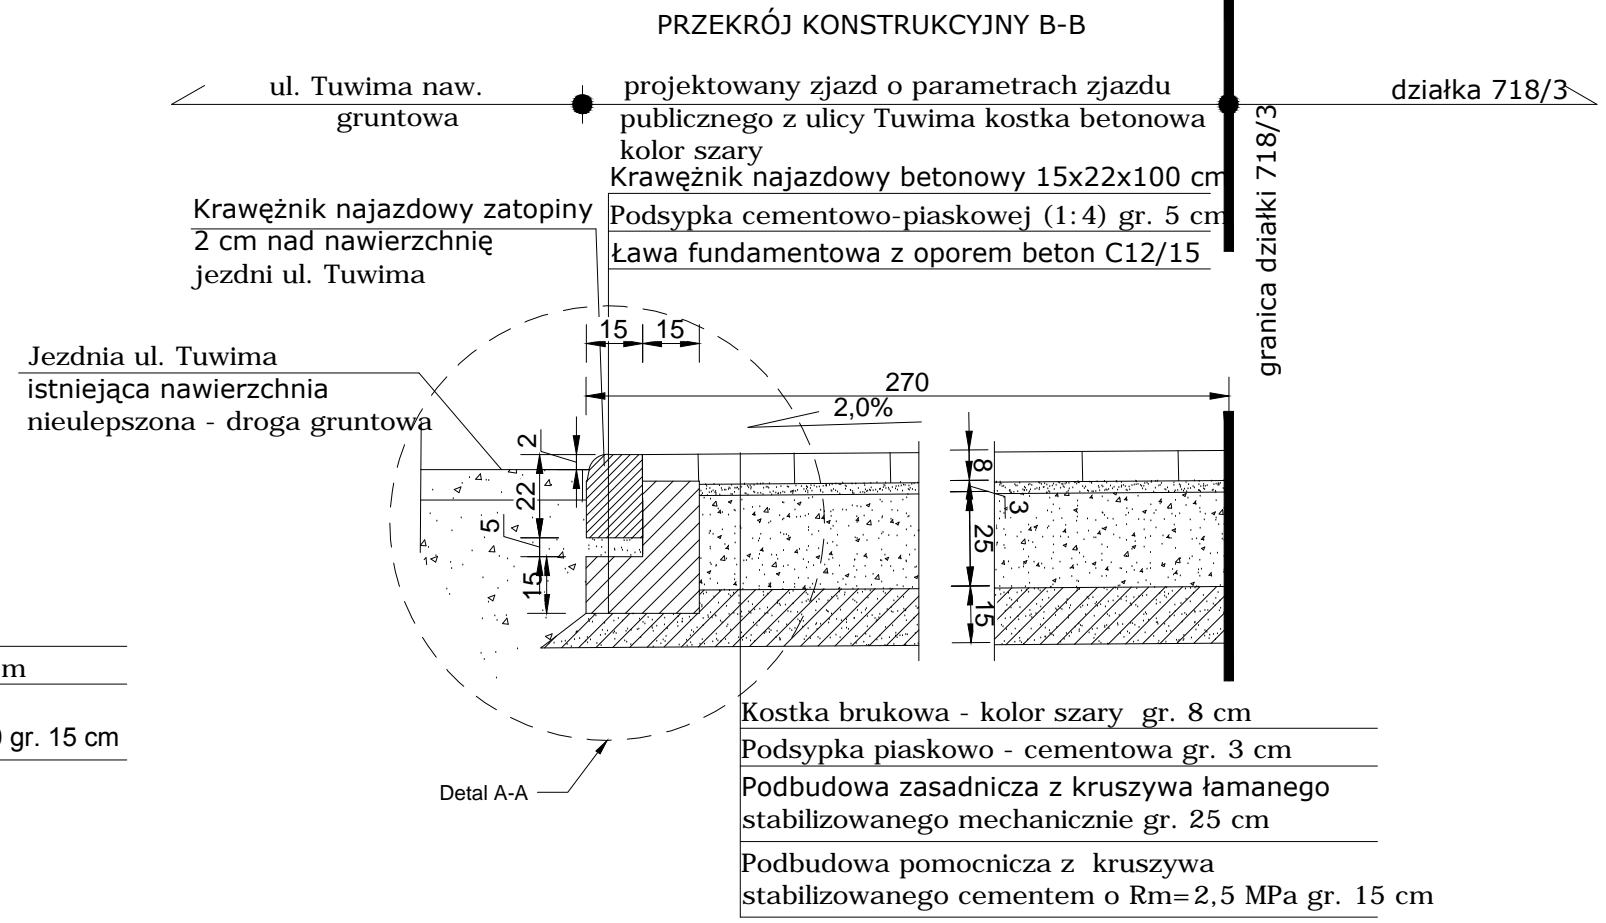 PRZEKRÓJ KONSTRUKCYJNY B-B
ul. Tuwima naw.
gruntowa
projektowany zjazd o parametrach zjazdu
publicznego z ulicy Tuwima kostka betonowa
kolor szary
działka 718/3
granica działki 718/3
Krawężnik najazdowy betonowy 15x22x100 cm
Podsypka cementowo-piaskowej (1:4) gr. 5 cm
Ława fundamentowa z oporem beton C12/15
Krawężnik najazdowy zatopiny
2 cm nad nawierzchnię
jezdni ul. Tuwima
Jezdnia ul. Tuwima
istniejąca nawierzchnia
nieulepszona - droga gruntowa
15
15
270
2,0%
2
22
5
15
8
3
25
15
m
gr. 15 cm
Detal A-A
Kostka brukowa - kolor szary gr. 8 cm
Podsypka piaskowo - cementowa gr. 3 cm
Podbudowa zasadnicza z kruszywa łamanego
stabilizowanego mechanicznie gr. 25 cm
Podbudowa pomocnicza z kruszywa
stabilizowanego cementem o Rm=2,5 MPa gr. 15 cm